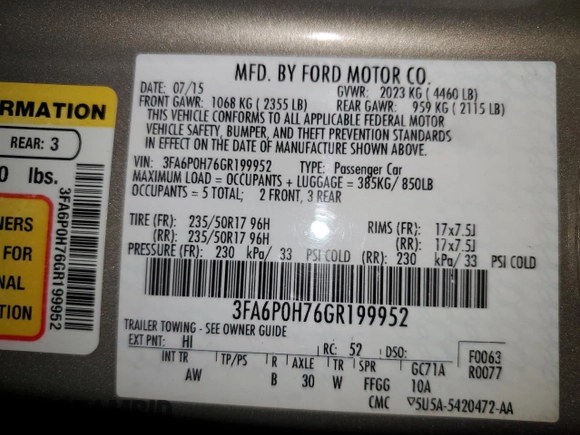 MFD. BY FORD MOTOR CO.
DATE: 07/15 GVWR: 2023 KG ( 4460 LB)
FRONT GAWR: 1068 KG ( 2355 LB) REAR GAWR: 959 KG ( 2115 LB)
THIS VEHICLE CONFORMS TO ALL APPLICABLE FEDERAL MOTOR
VEHICLE SAFETY, BUMPER, AND THEFT PREVENTION STANDARDS
IN EFFECT ON THE DATE OF MANUFACTURE SHOWN ABOVE.
VIN: 3FA6P0H76GR199952 TYPE: Passenger Car
MAXIMUM LOAD = OCCUPANTS + LUGGAGE = 385KG/ 850LB
OCCUPANTS = 5 TOTAL; 2 FRONT, 3 REAR
TIRE (FR): 235/50R17 96H RIMS (FR): 17x7.5J
(RR): 235/50R17 96H (RR): 17x7.5J
PRESSURE (FR): 230 kPa/ 33 PSI COLD (RR): 230 kPa/ 33 PSI COLD
3FA6P0H76GR199952
TRAILER TOWING - SEE OWNER GUIDE
EXT PNT: HI RC: 52 DSO: F0063
INT TR TP/PS R AXLE TR SPR GC71A R0077
AW B 30 W FFGG 10A
CMC 5U5A-5420472-AA
ORMATION
REAR: 3
0 lbs.
NERS
FOR
NAL
TION
3FA6P0H76GR199952